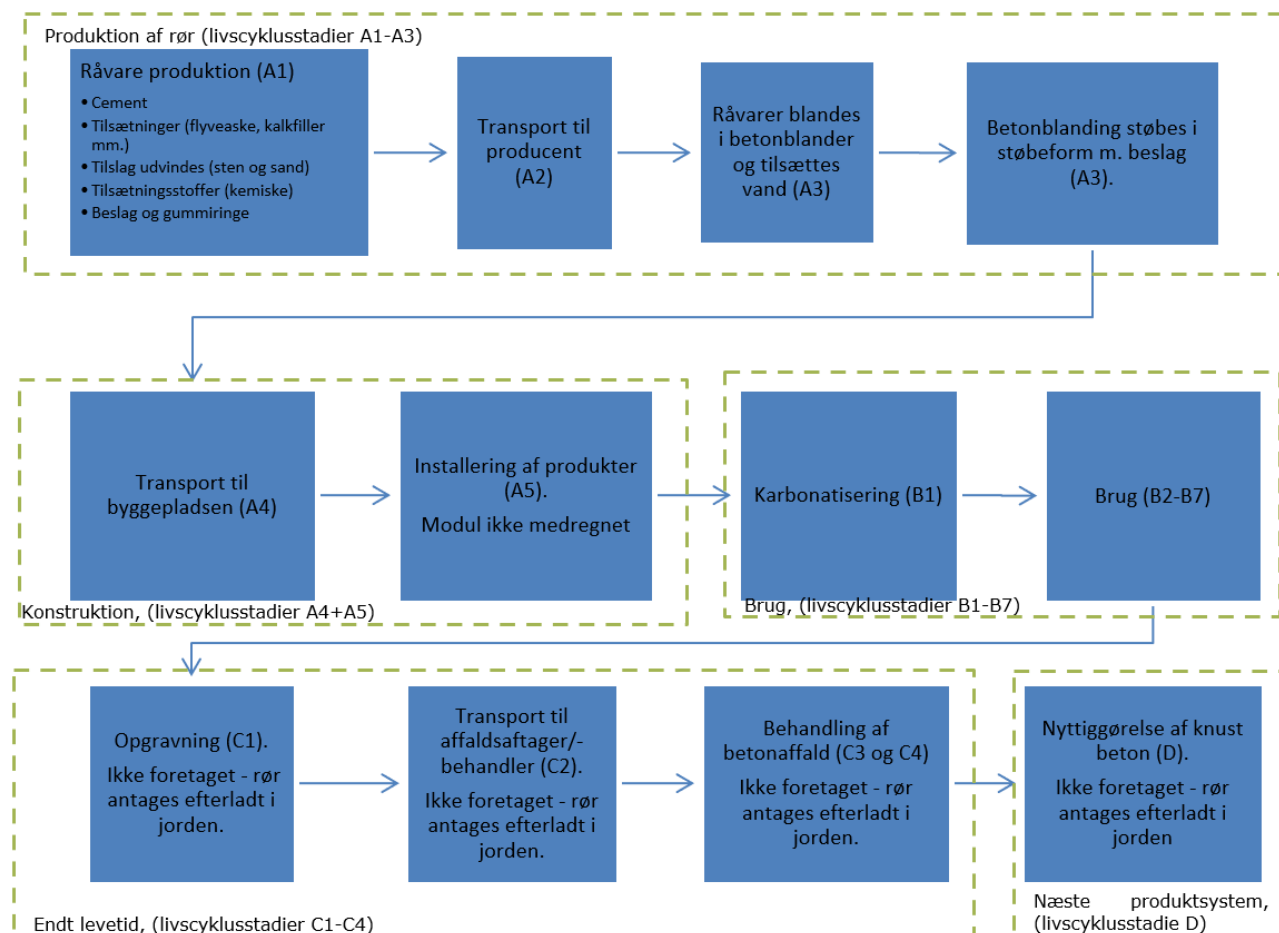 Produktion af rør (livscyklusstadier A1-A3)
Råvare produktion (A1)
• Cement
• Tilsætninger (flyveaske, kalkfiller
mm.)
• Tilslag udvindes (sten og sand)
• Tilsætningsstoffer (kemiske)
• Beslag og gummiringe
Transport til
producent
(A2)
Råvarer blandes
i betonblander
og tilsættes
vand (A3)
Betonblanding støbes i
støbeform m. beslag
(A3).
Transport til
byggepladsen (A4)
Installering af produkter
(A5).
Modul ikke medregnet
Konstruktion, (livscyklusstadier A4+A5)
Karbonatisering (B1)
Brug (B2-B7)
Brug, (livscyklusstadier B1-B7)
Opgravning (C1).
Ikke foretaget - rør
antages efterladt i
jorden.
Transport til
affaldsaftager/-
behandler (C2).
Ikke foretaget - rør
antages efterladt i
jorden.
Behandling af
betonaffald (C3 og C4)
Ikke foretaget - rør
antages efterladt i
jorden.
Endt levetid, (livscyklusstadier C1-C4)
Nyttiggørelse af knust
beton (D).
Ikke foretaget - rør
antages efterladt i
jorden
Næste produktsystem,
(livscyklusstadie D)